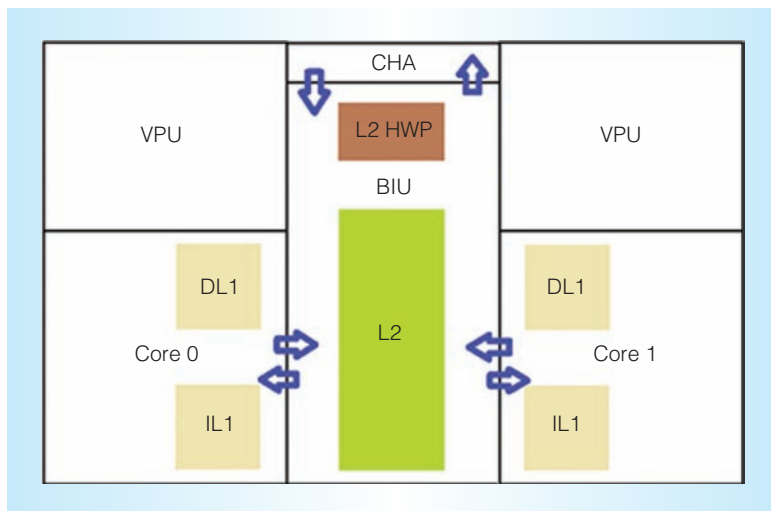 CHA
VPU
L2 HWP
VPU
BIU
DL1
DL1
Core 0
L2
Core 1
IL1
IL1